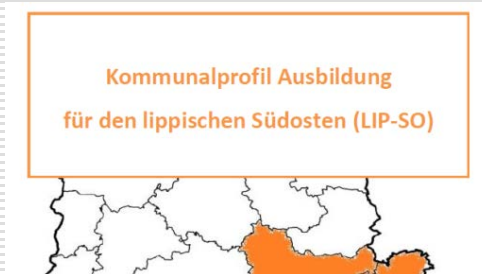 Kommunalprofil Ausbildung
für den lippischen Südosten (LIP-SO)